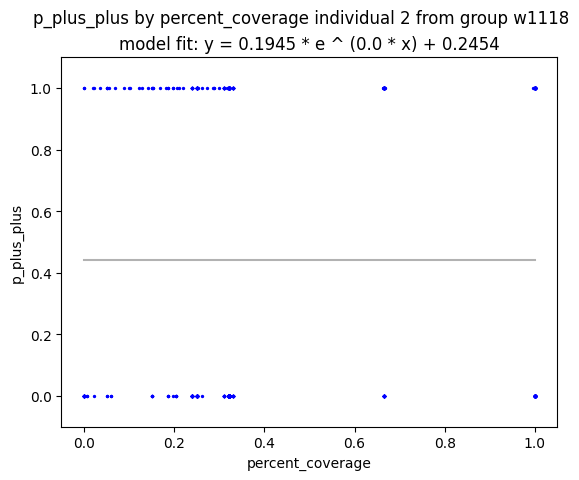 p_plus_plus by percent_coverage individual 2 from group w1118
model fit: y = 0.1945 * e ^ (0.0 * x) + 0.2454
1.0
0.8
0.6
0.4
0.2
0.0
p_plus_plus
0.0 0.2 0.4 0.6 0.8 1.0
percent_coverage